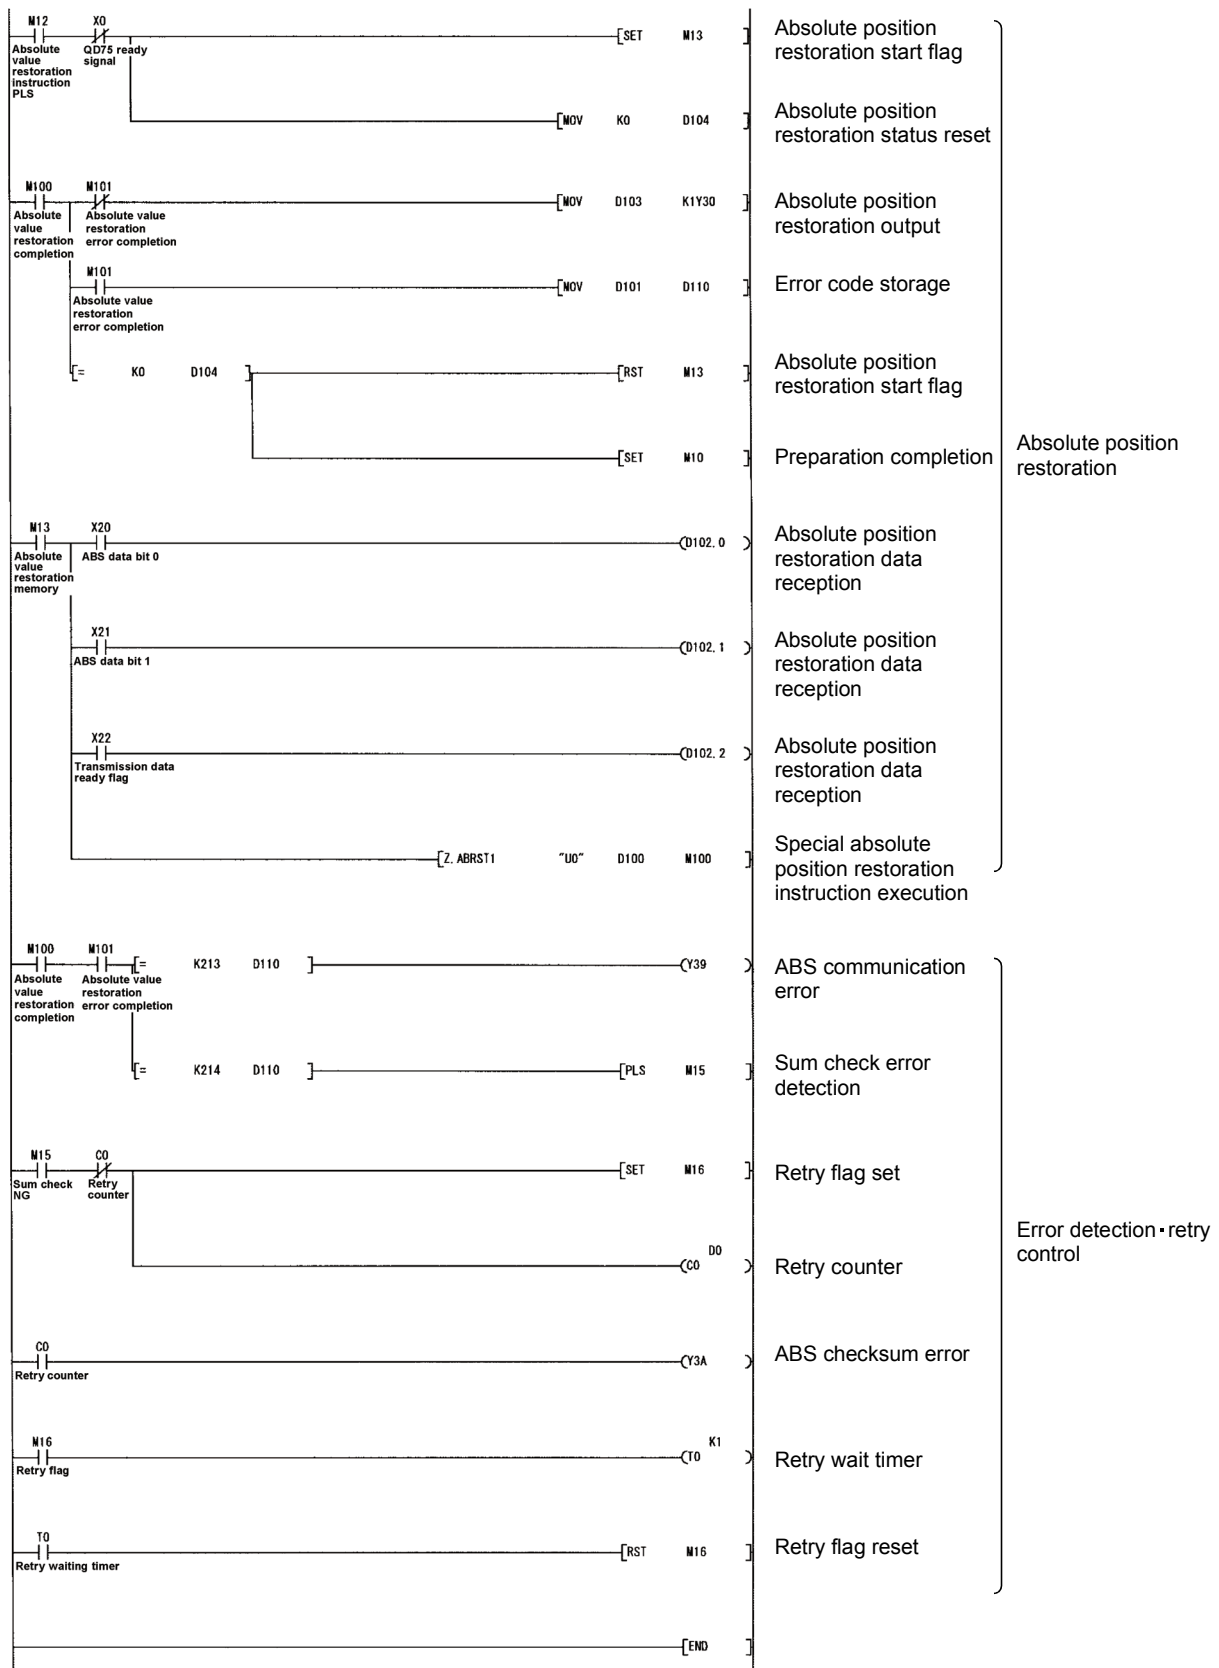 M12 X0
[SET M13 ]
Absolute value restoration instruction PLS
QD75 ready signal
Absolute position
restoration start flag
[MOV K0 D104 ]
Absolute position
restoration status reset
M100 M101
[MOV D103 K1Y30 ]
Absolute value restoration completion
Absolute value restoration error completion
Absolute position
restoration output
M101
[MOV D101 D110 ]
Absolute value
restoration
error completion
Error code storage
[= K0 D104 ]
[RST M13 ]
Absolute position
restoration start flag
[SET M10 ]
Preparation completion
Absolute position
restoration
M13 X20
(D102.0 )
Absolute value restoration memory
ABS data bit 0
Absolute position
restoration data
reception
X21
(D102.1 )
ABS data bit 1
Absolute position
restoration data
reception
X22
(D102.2 )
Transmission data
ready flag
Absolute position
restoration data
reception
[Z.ABRST1 "U0" D100 M100 ]
Special absolute
position restoration
instruction execution
M100 M101
[= K213 D110 ]
(Y39 )
Absolute value restoration completion
Absolute value restoration error completion
ABS communication
error
[= K214 D110 ]
[PLS M15 ]
Sum check error
detection
M15 C0
[SET M16 ]
Sum check NG
Retry counter
Retry flag set
D0
(C0 )
Retry counter
Error detection・retry
control
C0
(Y3A )
Retry counter
ABS checksum error
M16
K1
(T0 )
Retry flag
Retry wait timer
T0
[RST M16 ]
Retry waiting timer
Retry flag reset
[END ]